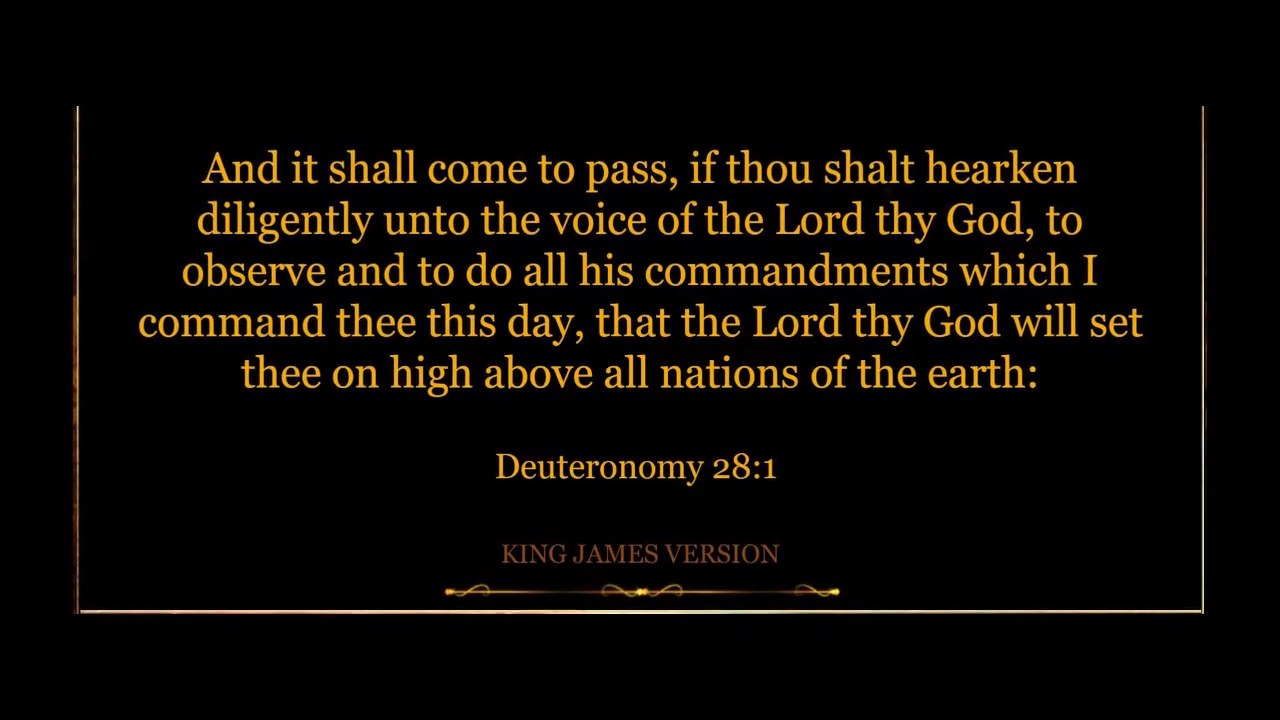 And it shall come to pass, if thou shalt hearken
diligently unto the voice of the Lord thy God, to
observe and to do all his commandments which I
command thee this day, that the Lord thy God will set
thee on high above all nations of the earth:
Deuteronomy 28:1
KING JAMES VERSION